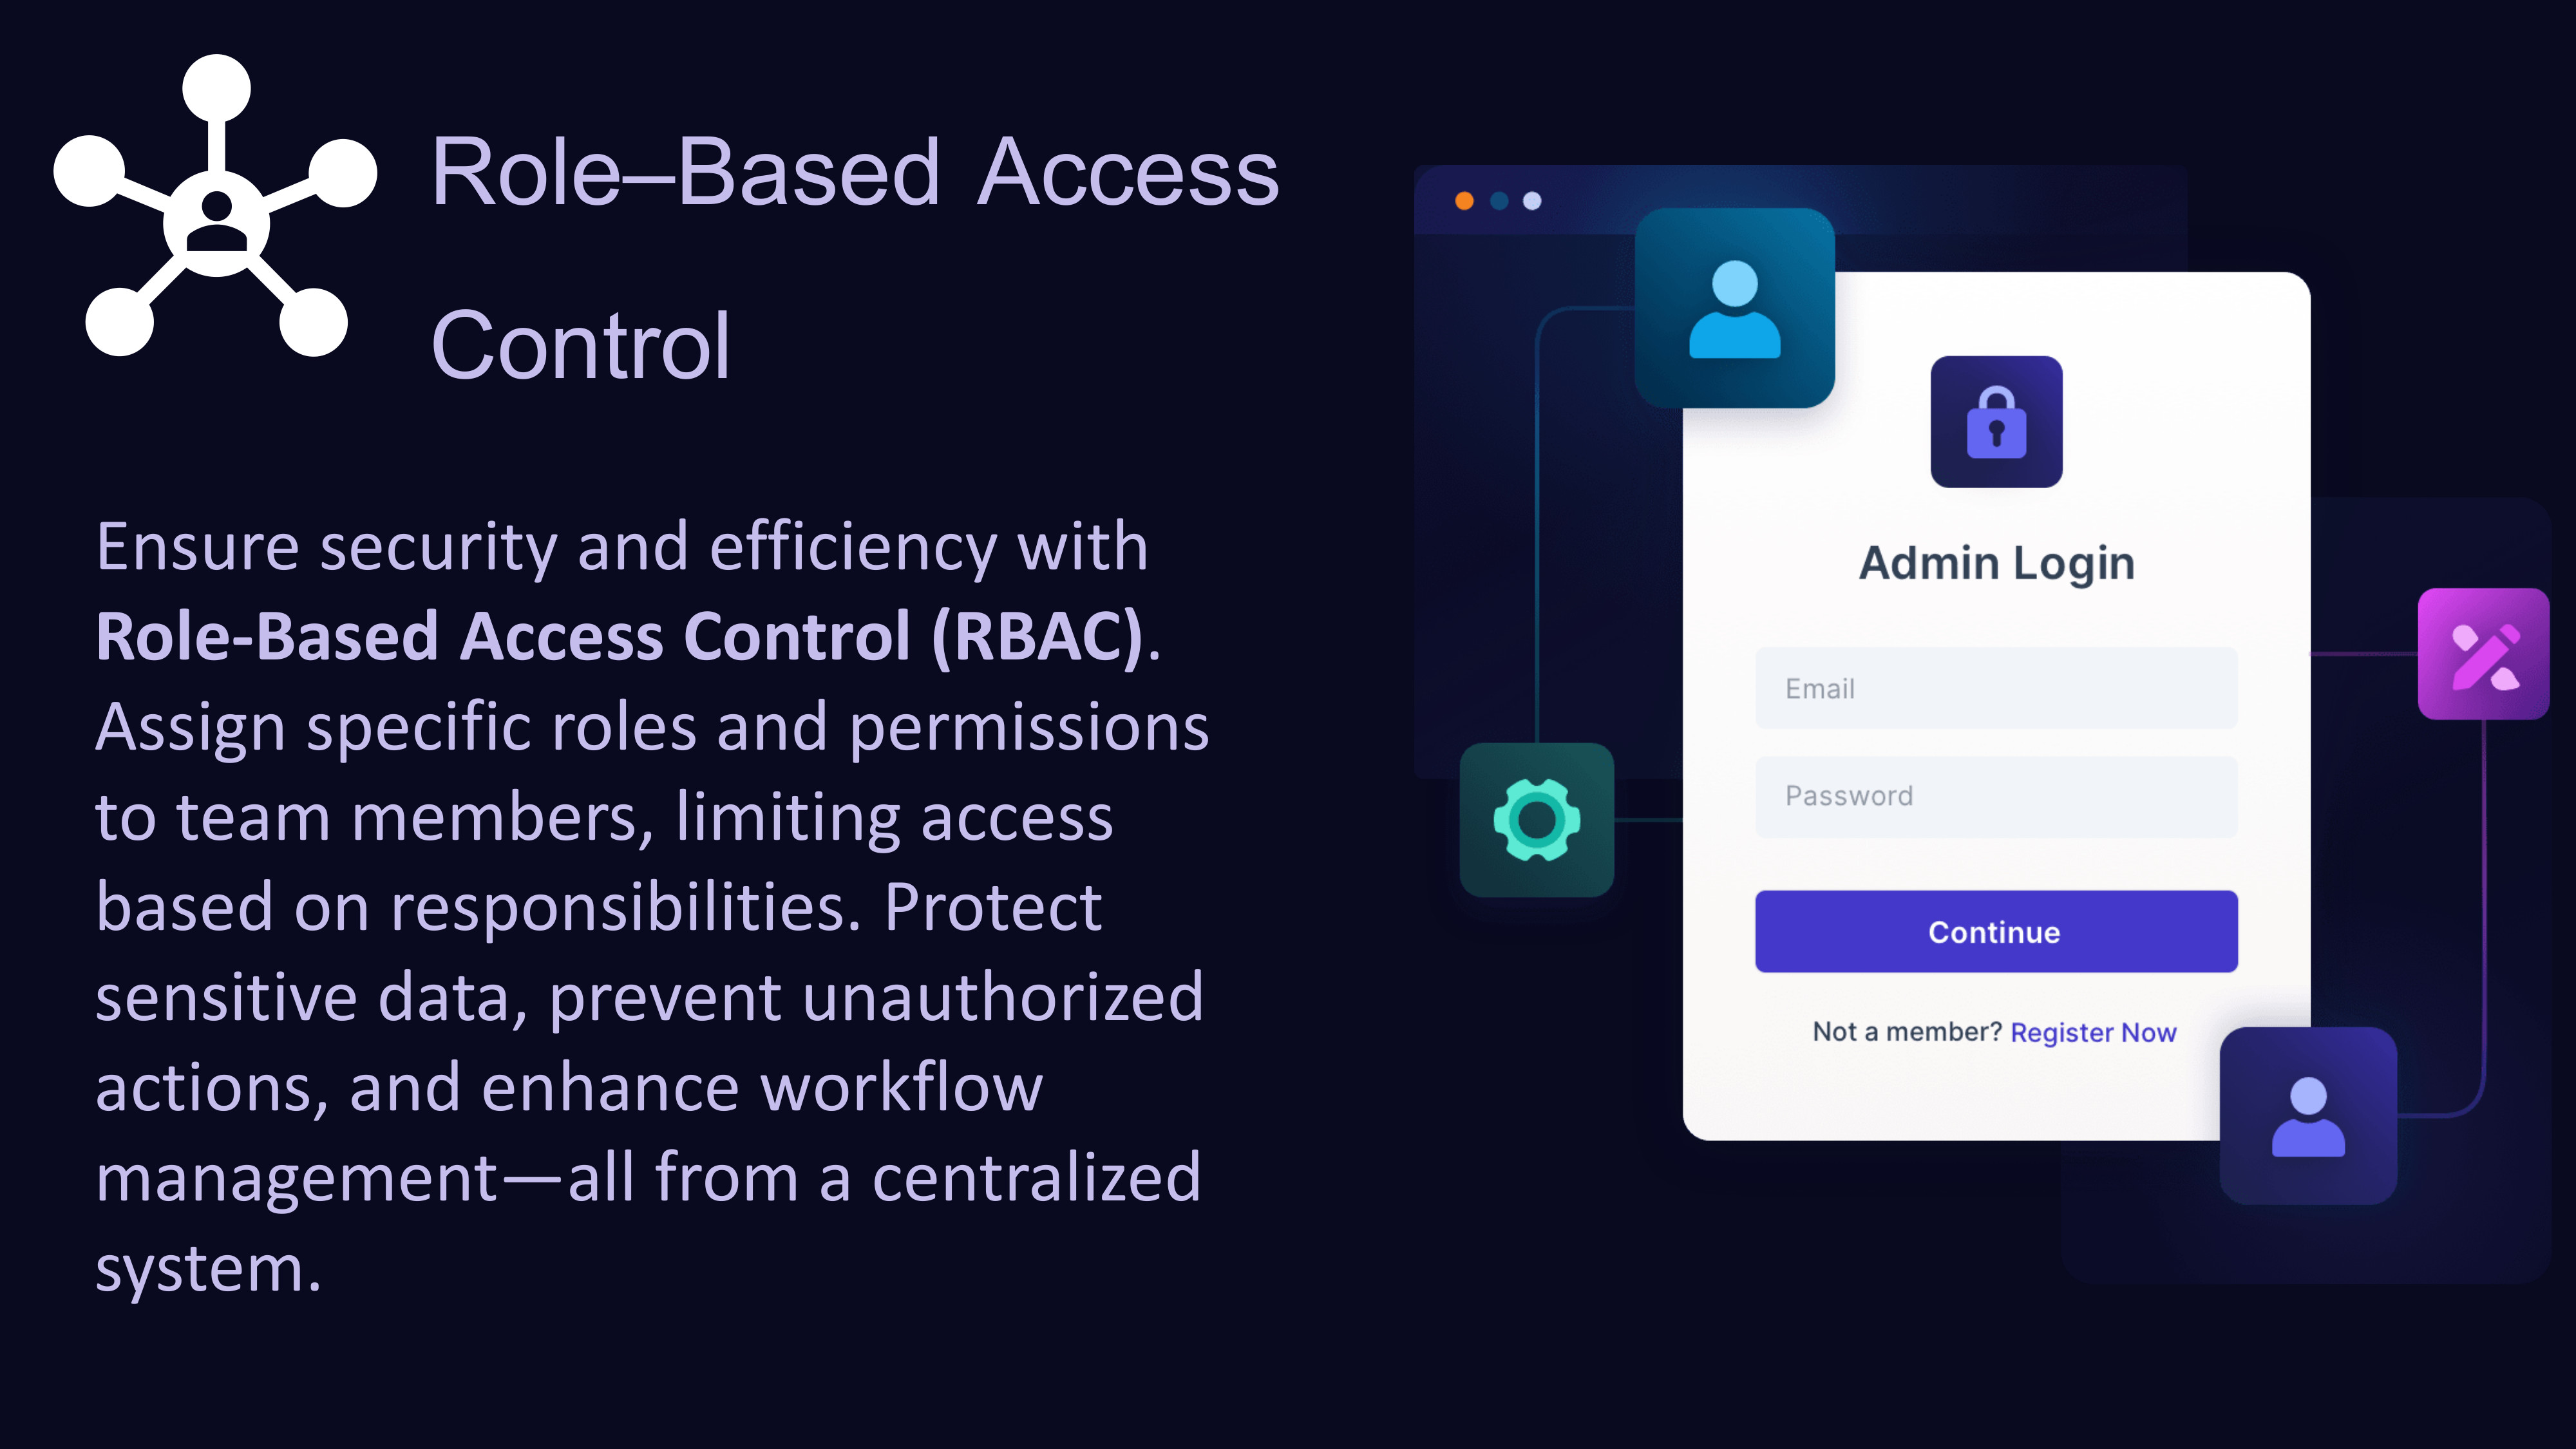 Role–Based Access
Control
Ensure security and efficiency with
Role-Based Access Control (RBAC).
Assign specific roles and permissions
to team members, limiting access
based on responsibilities. Protect
sensitive data, prevent unauthorized
actions, and enhance workflow
management—all from a centralized
system.
Admin Login
Email
Password
Continue
Not a member? Register Now